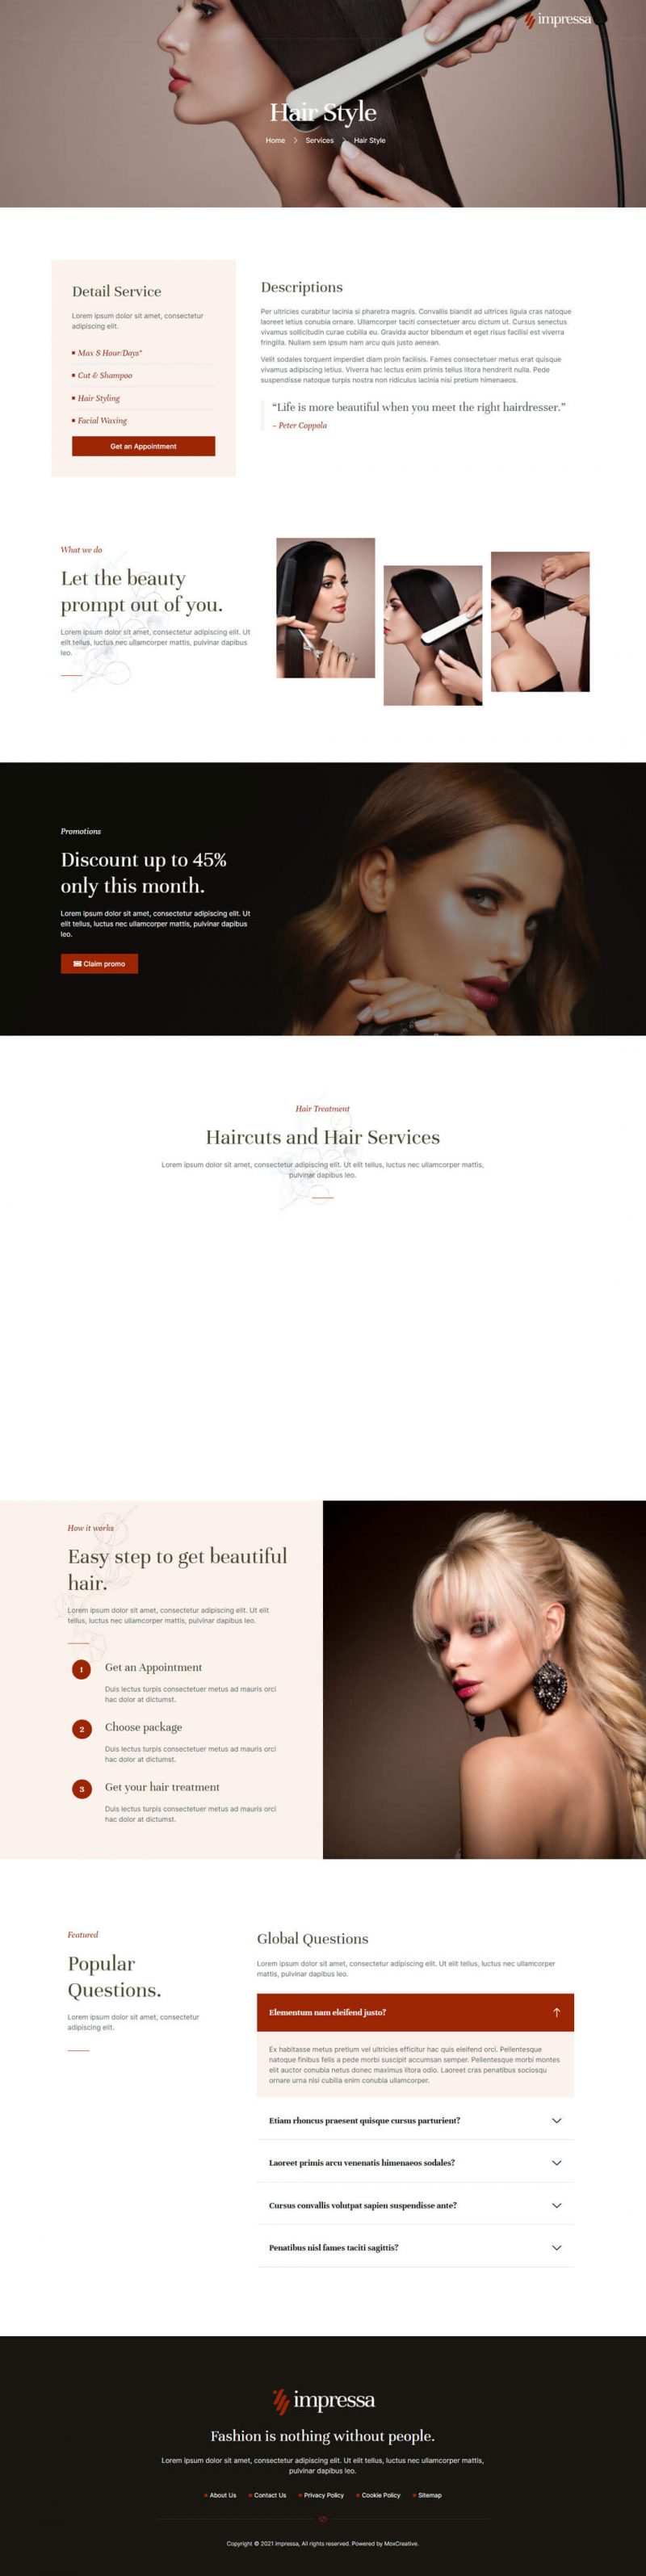 impressa
Hair Style
Home > Services > Hair Style
Detail Service
Lorem ipsum dolor sit amet, consectetur
adipiscing elit.
Max 8 Hour/Days*
Cut & Shampoo
Hair Styling
Facial Waxing
Get an Appointment
Descriptions
Per ultricies curabitur lacinia si pharetra magnis. Convallis blandit ad ultrices ligula cras natoque
laoreet letius conubia ornare. Ullamcorper taciti consectetuer arcu dictum ut. Cursus senectus
vivamus sollicitudin curae cubilia eu. Gravida auctor bibendum et eget risus facilisi est viverra
fringilla. Nullam sem ipsum nam arcu quis justo aenean.
Velit sodales torquent imperdiet diam proin facilisis. Fames consectetuer metus erat quisque
vivamus adipiscing letius. Viverra hac lectus enim primis tellus litora hendrerit nulla. Pede
suspendisse natoque turpis nostra non ridiculus lacinia nisi pretium himenaeos.
“Life is more beautiful when you meet the right hairdresser.”
~ Peter Coppola
What we do
Let the beauty
prompt out of you.
Lorem ipsum dolor sit amet, consectetur adipiscing elit. Ut
elit tellus, luctus nec ullamcorper mattis, pulvinar dapibus
leo.
Promotions
Discount up to 45%
only this month.
Lorem ipsum dolor sit amet, consectetur adipiscing elit. Ut
elit tellus, luctus nec ullamcorper mattis, pulvinar dapibus
leo.
Claim promo
Hair Treatment
Haircuts and Hair Services
Lorem ipsum dolor sit amet, consectetur adipiscing elit. Ut elit tellus, luctus nec ullamcorper mattis,
pulvinar dapibus leo.
How it works
Easy step to get beautiful
hair.
Lorem ipsum dolor sit amet, consectetur adipiscing elit. Ut elit
tellus, luctus nec ullamcorper mattis, pulvinar dapibus leo.
1 Get an Appointment
Duis lectus turpis consectetuer metus ad mauris orci
hac dolor at dictumst.
2 Choose package
Duis lectus turpis consectetuer metus ad mauris orci
hac dolor at dictumst.
3 Get your hair treatment
Duis lectus turpis consectetuer metus ad mauris orci
hac dolor at dictumst.
Featured
Popular
Questions.
Lorem ipsum dolor sit amet, consectetur
adipiscing elit.
Global Questions
Lorem ipsum dolor sit amet, consectetur adipiscing elit. Ut elit tellus, luctus nec ullamcorper
mattis, pulvinar dapibus leo.
Elementum nam eleifend justo?
Ex habitasse metus pretium vel ultricies efficitur hac quis eleifend orci. Pellentesque
natoque finibus felis a pede morbi suscipit accumsan semper. Pellentesque morbi montes
elit auctor conubia netus donec maximus litora odio. Laoreet cras penatibus sociosqu
ornare urna nisi cubilia enim conubia ullamcorper.
Etiam rhoncus praesent quisque cursus parturient?
Laoreet primis arcu venenatis himenaeos sodales?
Cursus convallis volutpat sapien suspendisse ante?
Penatibus nisl fames taciti sagittis?
impressa
Fashion is nothing without people.
Lorem ipsum dolor sit amet, consectetur adipiscing elit. Ut elit tellus, luctus nec ullamcorper mattis,
pulvinar dapibus leo.
About Us Contact Us Privacy Policy Cookie Policy Sitemap
Copyright © 2021 impressa, All rights reserved. Powered by MoxCreative.